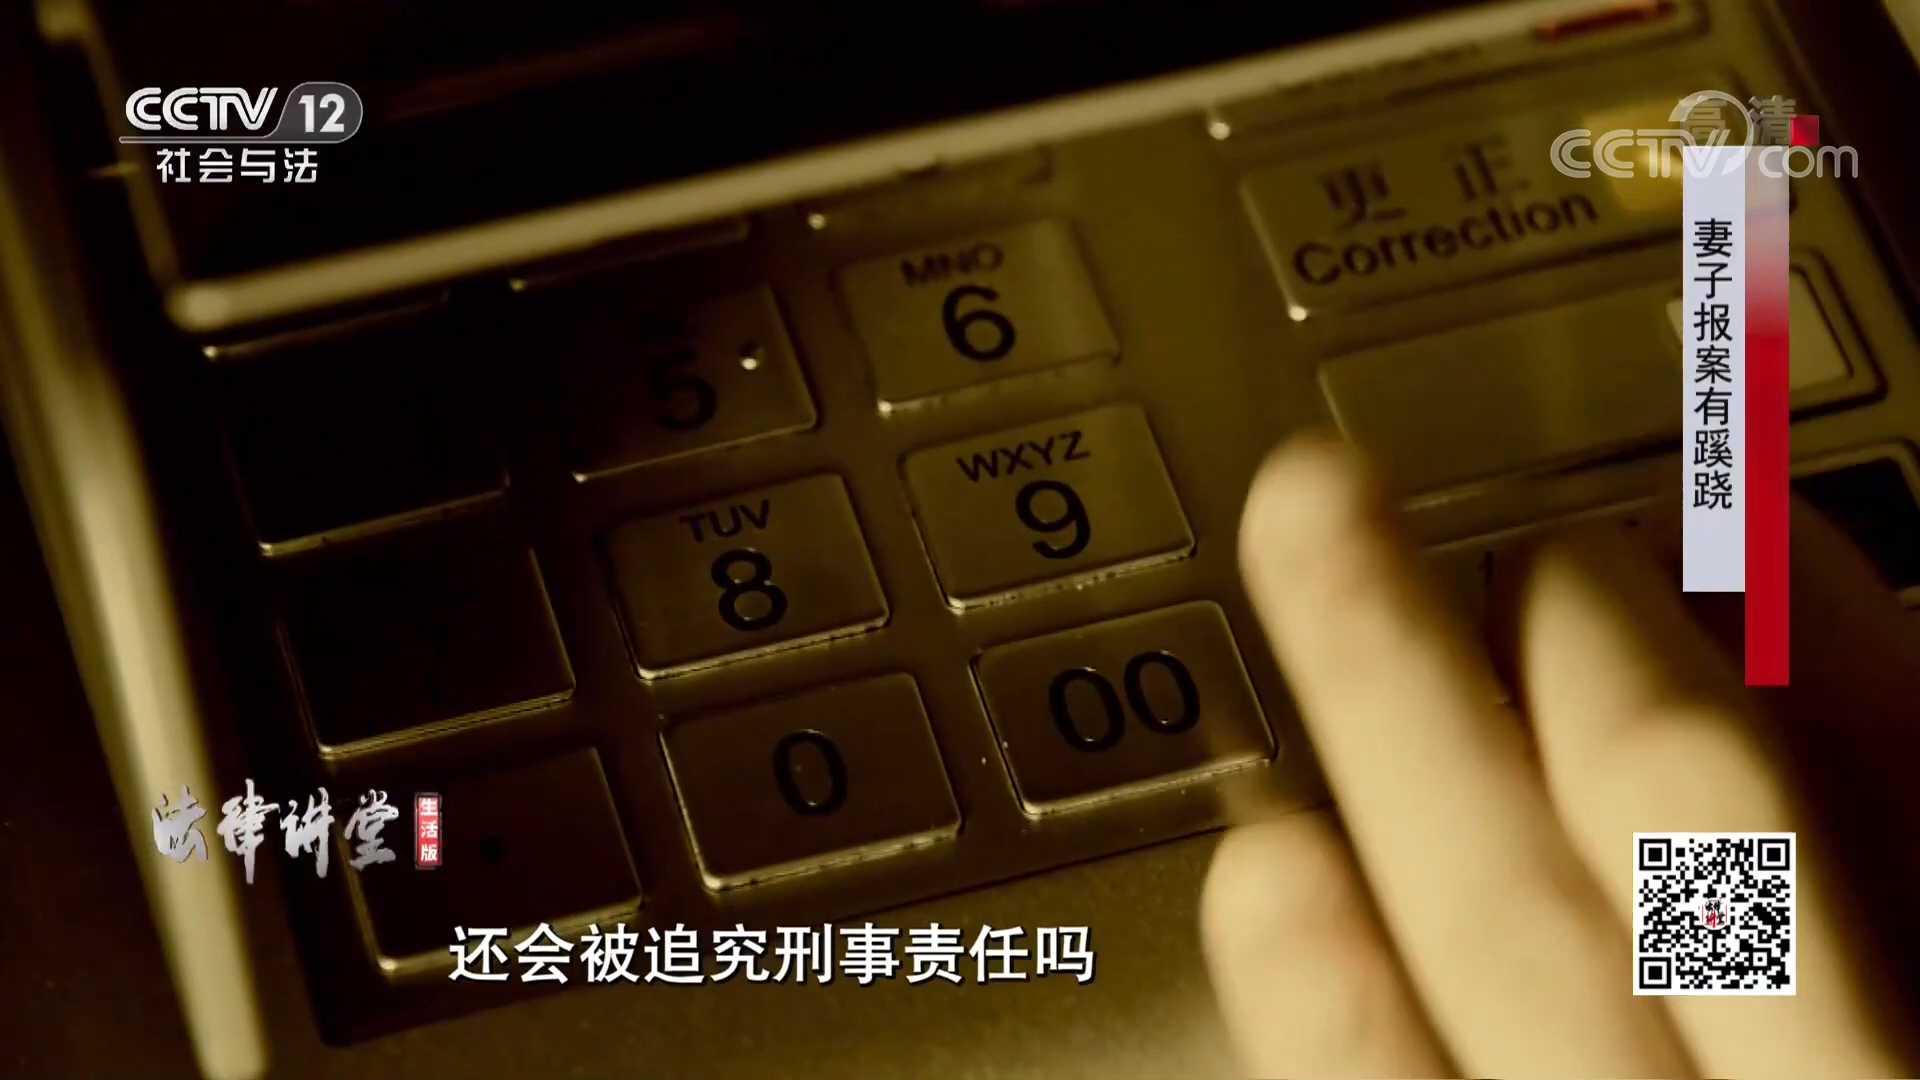 CCTV 12
社会与法
高清
CCTV.com
更正
Correction
MNO
6
5
WXYZ
9
TUV
8
00
0
妻子报案有蹊跷
法律讲堂
生活版
还会被追究刑事责任吗